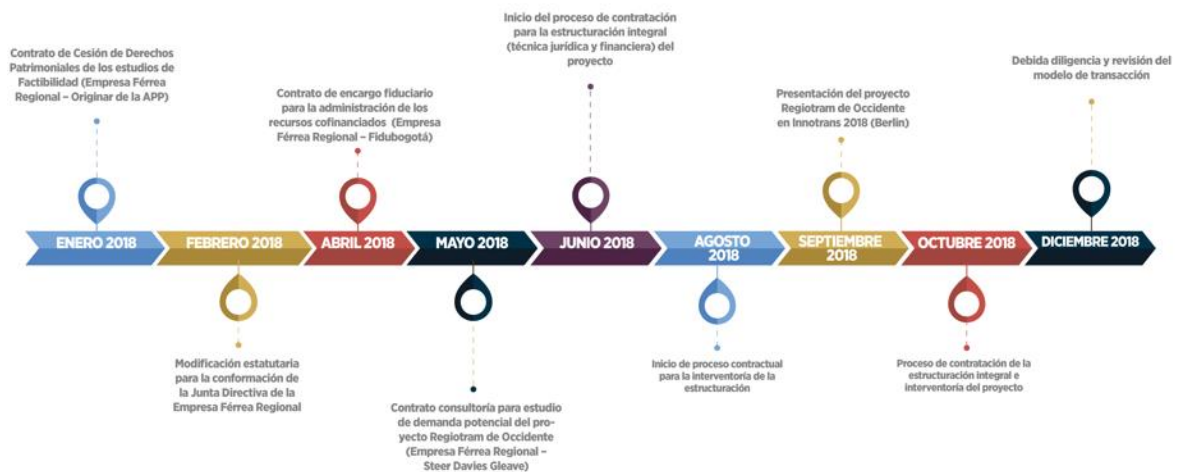 Contrato de Cesión de Derechos
Patrimoniales de los estudios de
Factibilidad (Empresa Férrea
Regional – Originar de la APP)
Contrato de encargo fiduciario
para la administración de los
recursos cofinanciados (Empresa
Férrea Regional – Fidubogotá)
Inicio del proceso de contratación
para la estructuración integral
(técnica jurídica y financiera) del
proyecto
Presentación del proyecto
Regiotram de Occidente
en Innotrans 2018 (Berlin)
Debida diligencia y revisión del
modelo de transacción
ENERO 2018
FEBRERO 2018
ABRIL 2018
MAYO 2018
JUNIO 2018
AGOSTO
2018
SEPTIEMBRE
2018
OCTUBRE 2018
DICIEMBRE 2018
Modificación estatutaria
para la conformación de
la Junta Directiva de la
Empresa Férrea Regional
Contrato consultoría para estudio
de demanda potencial del pro-
yecto Regiotram de Occidente
(Empresa Férrea Regional –
Steer Davies Gleave)
Inicio de proceso contractual
para la interventoría de la
estructuración
Proceso de contratación de la
estructuración integral e
interventoría del proyecto